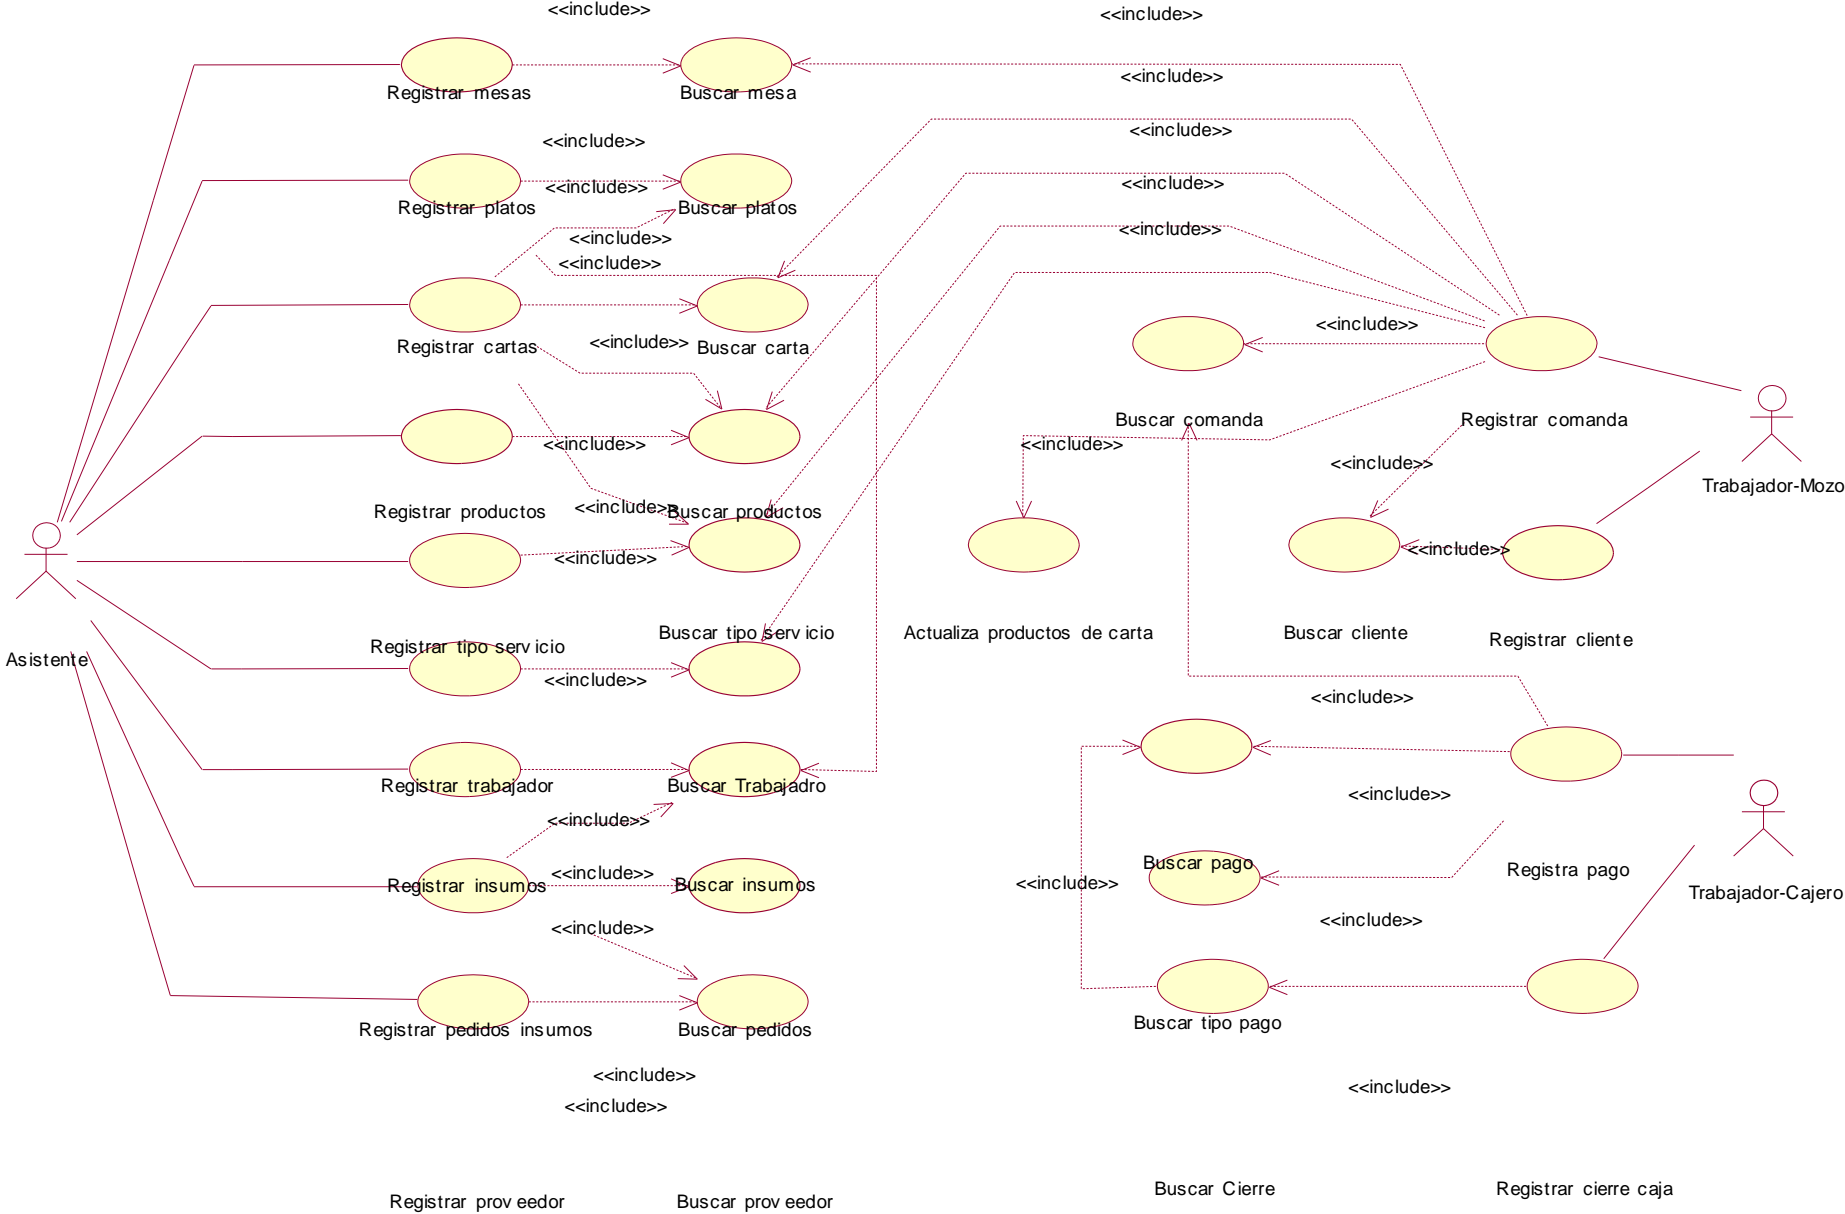 <<include>>
<<include>>
<<include>>
Registrar mesas
Buscar mesa
<<include>>
<<include>>
<<include>>
<<include>>
Registrar platos
Buscar platos
<<include>>
<<include>>
<<include>>
<<include>>
<<include>>
Registrar cartas
Buscar carta
Buscar comanda
Registrar comanda
<<include>>
<<include>>
<<include>>
Trabajador-Mozo
Registrar productos
<<include>>
Buscar productos
<<include>>
<<include>>
Asistente
Registrar tipo servicio
Buscar tipo servicio
Actualiza productos de carta
Buscar cliente
Registrar cliente
<<include>>
<<include>>
Registrar trabajador
Buscar Trabajadro
<<include>>
<<include>>
Buscar pago
Registra pago
Registrar insumos
<<include>>
Buscar insumos
<<include>>
Trabajador-Cajero
<<include>>
<<include>>
Registrar pedidos insumos
Buscar pedidos
Buscar tipo pago
<<include>>
<<include>>
<<include>>
Registrar proveedor
Buscar proveedor
Buscar Cierre
Registrar cierre caja